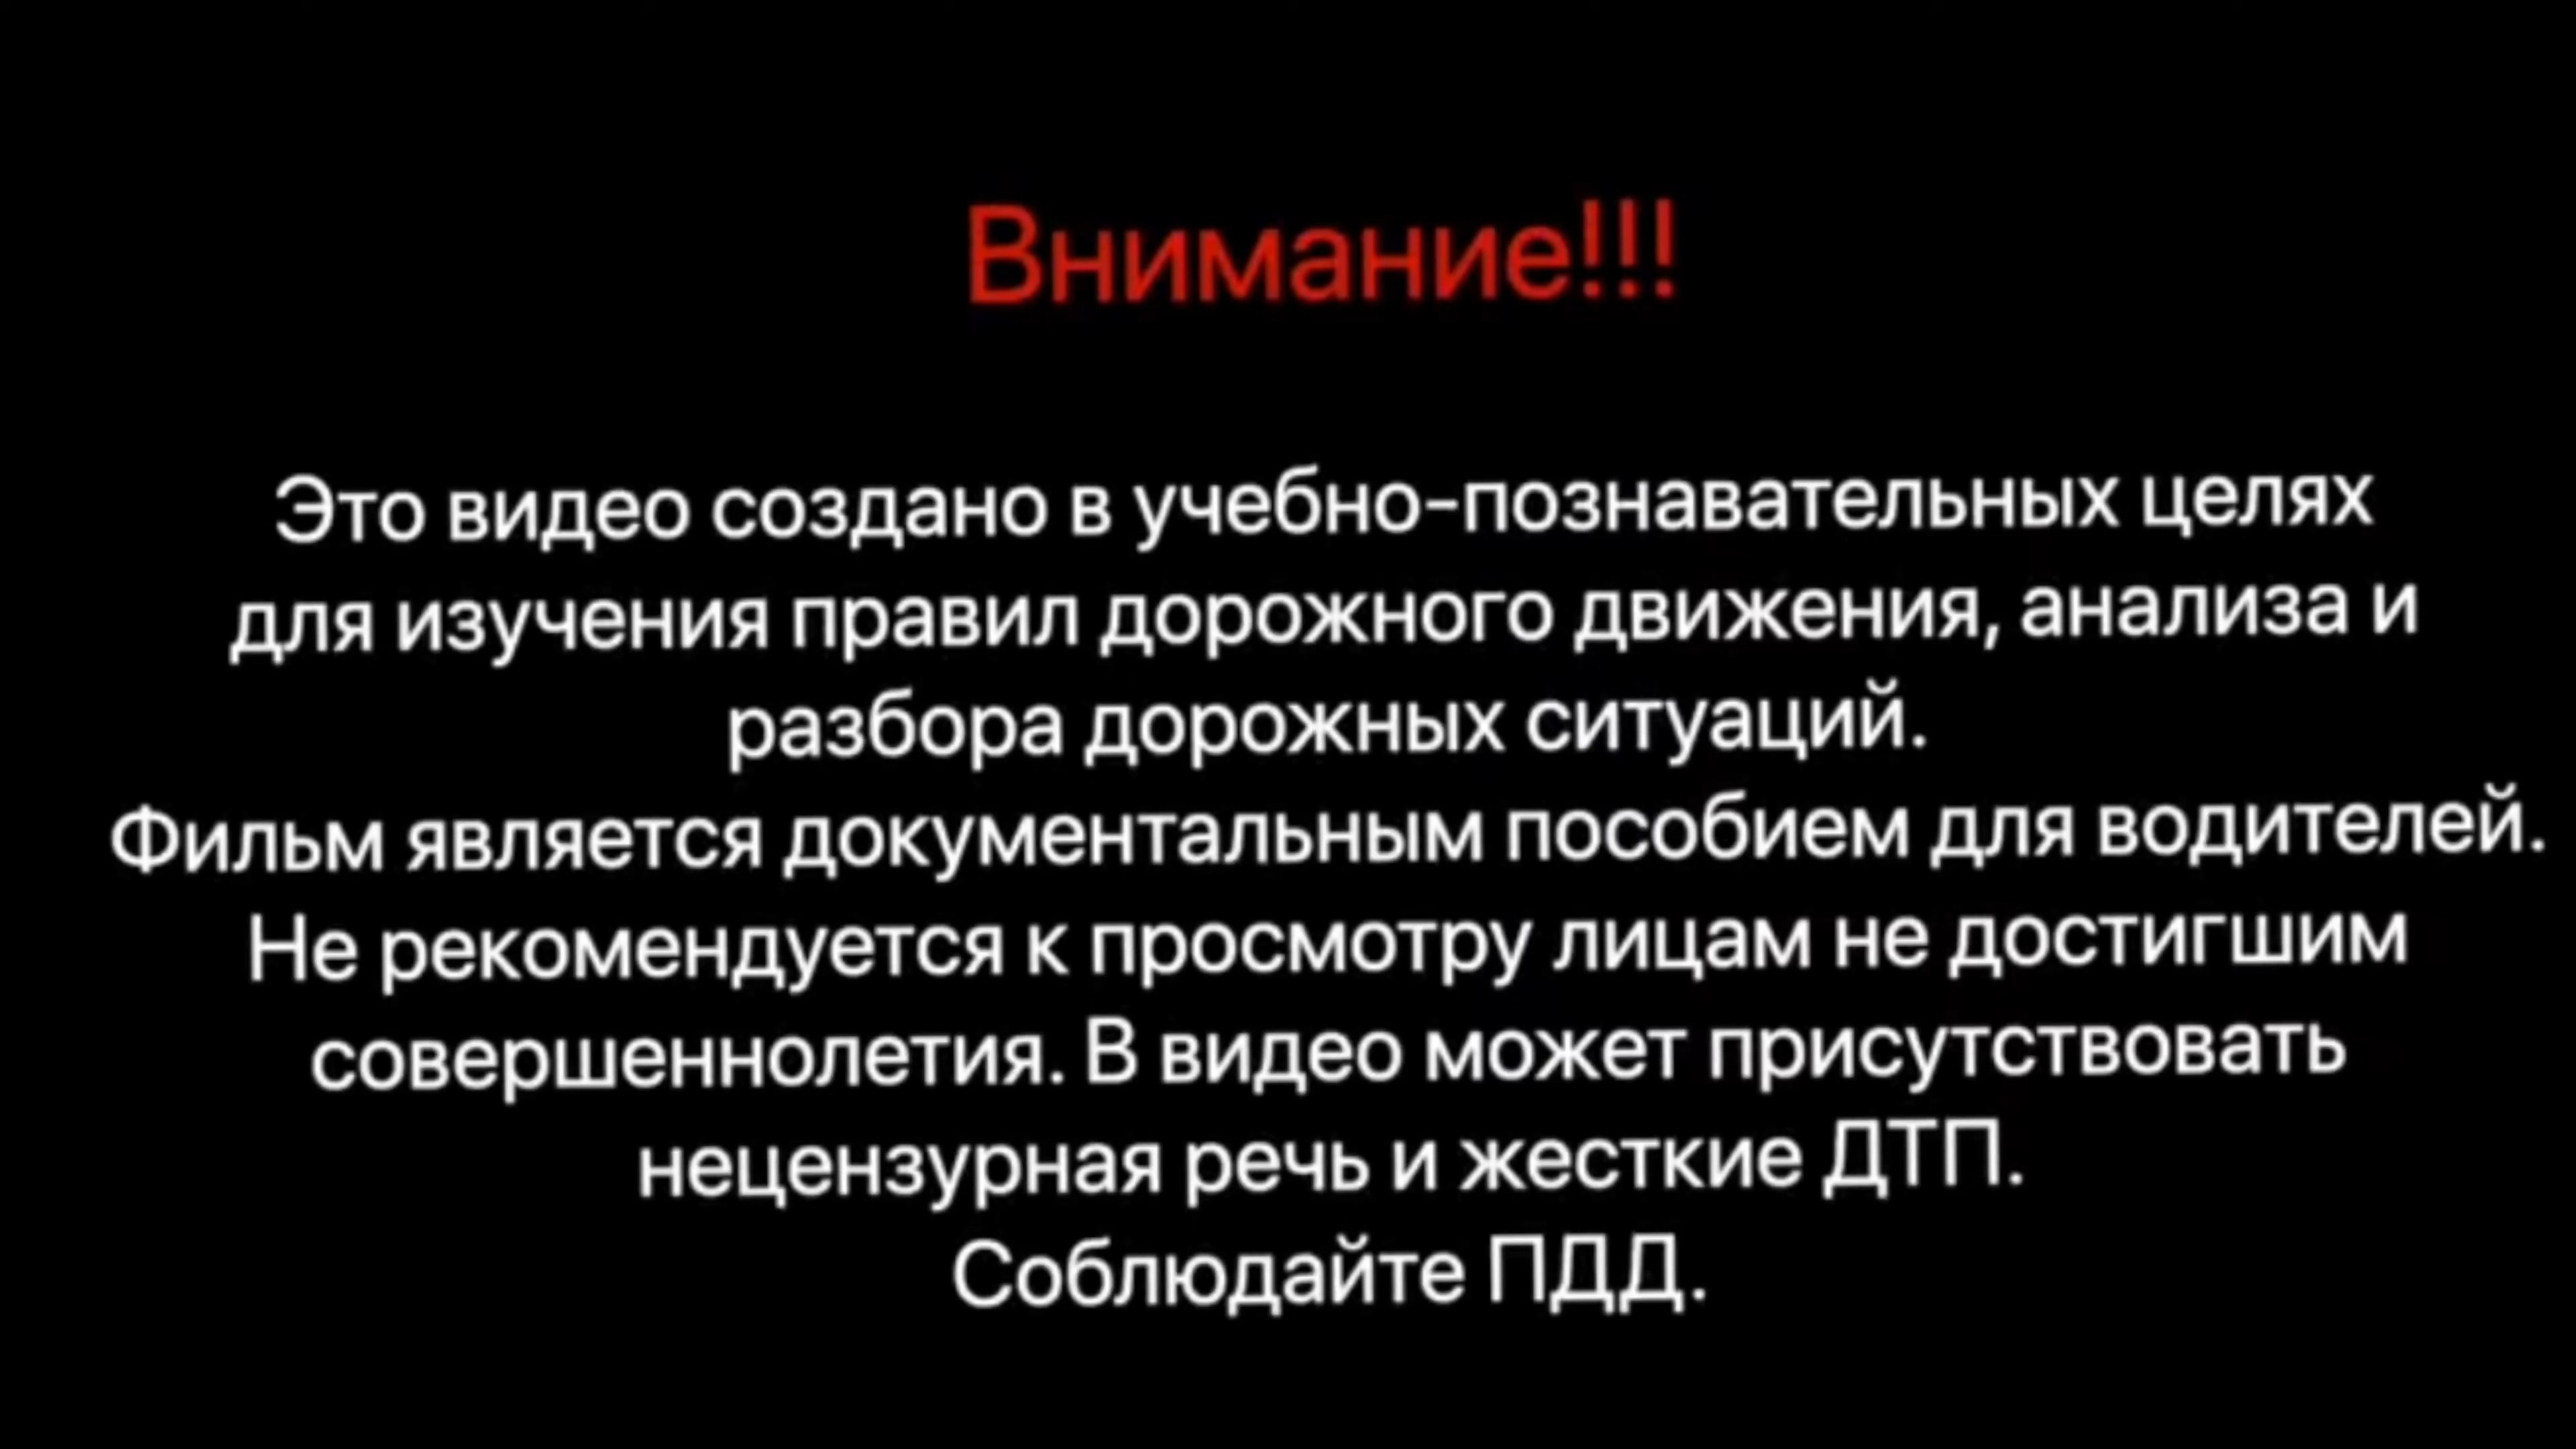 Внимание!!!
Это видео создано в учебно-познавательных целях
для изучения правил дорожного движения, анализа и
разбора дорожных ситуаций.
Фильм является документальным пособием для водителей.
Не рекомендуется к просмотру лицам не достигшим
совершеннолетия. В видео может присутствовать
нецензурная речь и жесткие ДТП.
Соблюдайте ПДД.